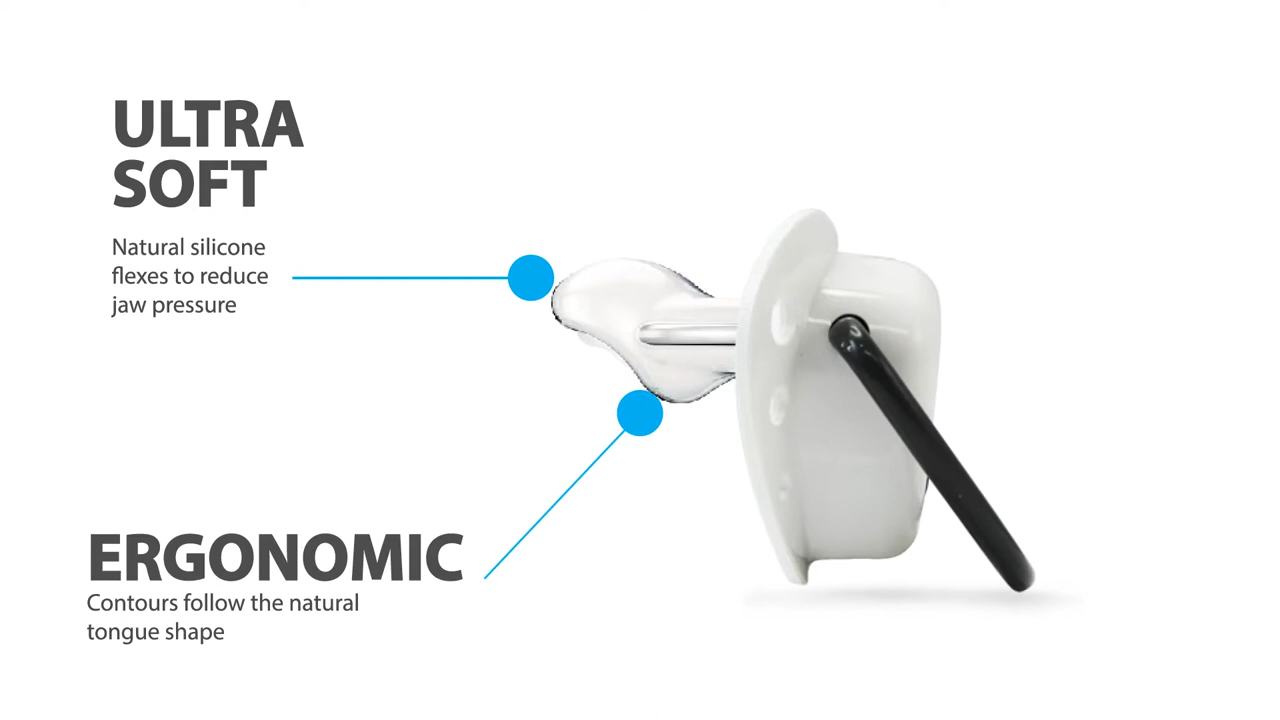 ULTRA
SOFT
Natural silicone
flexes to reduce
jaw pressure
ERGONOMIC
Contours follow the natural
tongue shape